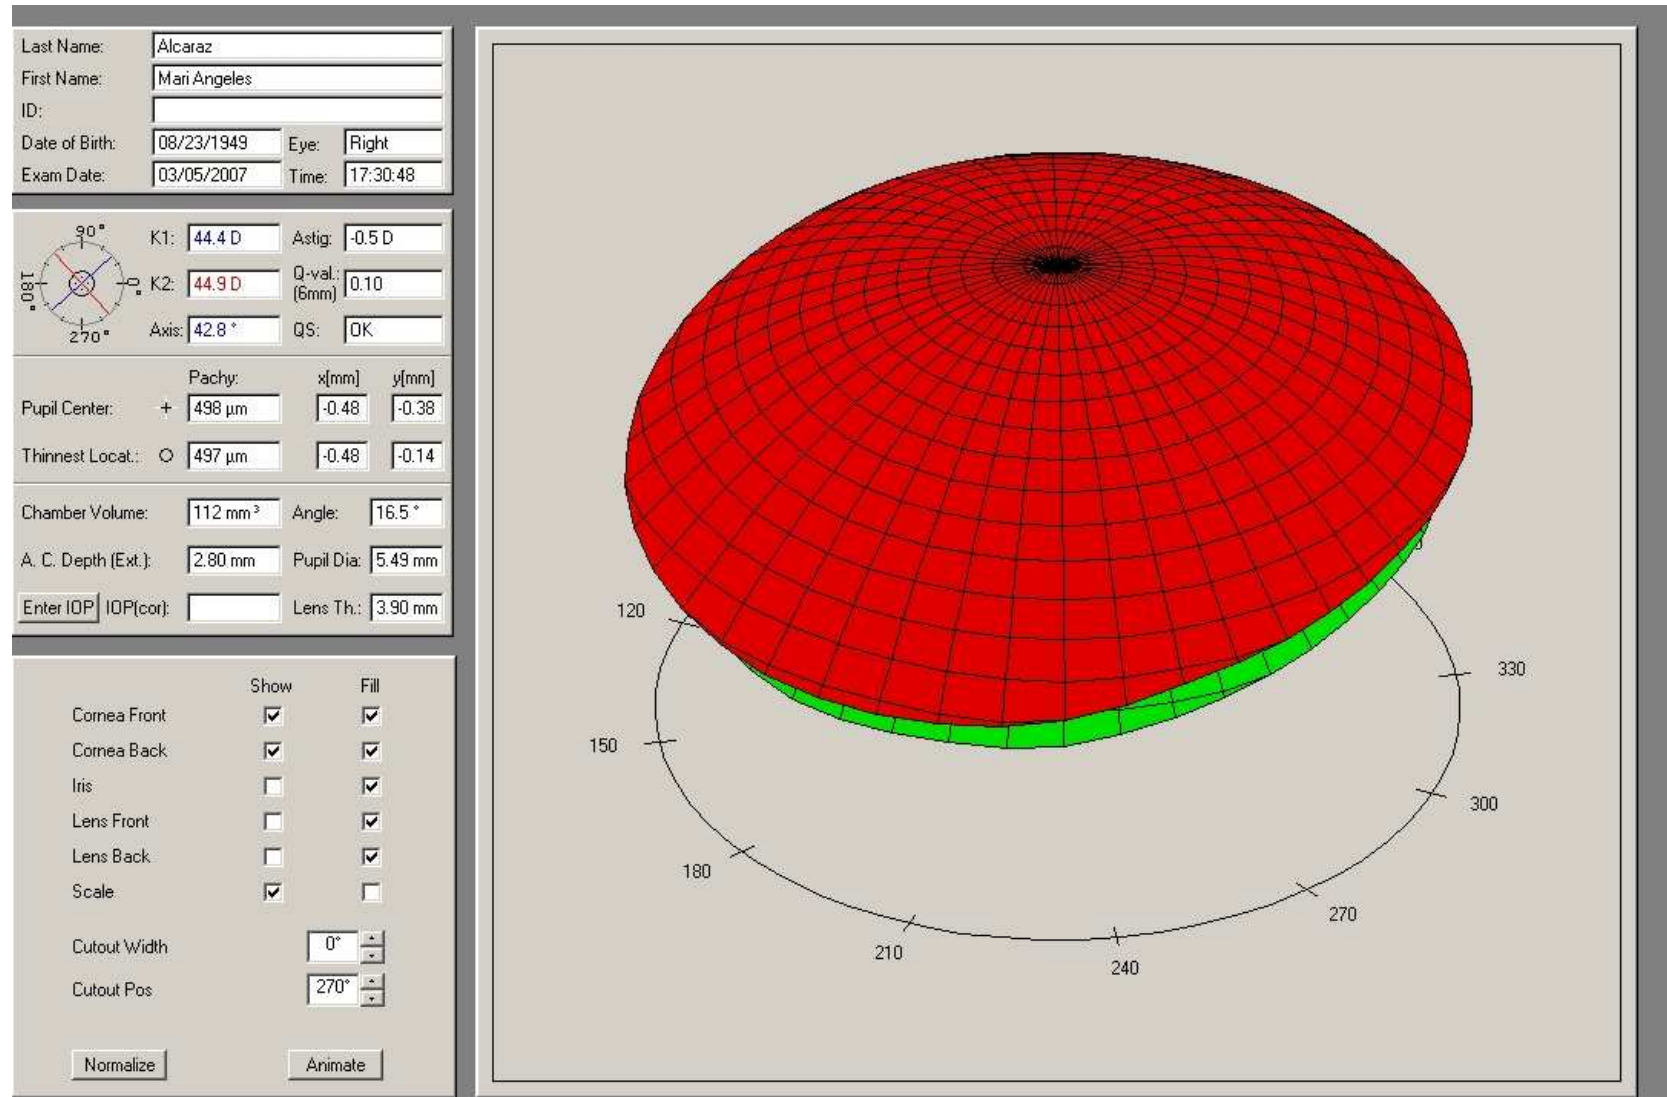 Last Name: Alcaraz
First Name: Mari Angeles
ID:
Date of Birth: 08/23/1949 Eye: Right
Exam Date: 03/05/2007 Time: 17:30:48
90°
180°
0°
270°
K1: 44.4 D Astig: -0.5 D
K2: 44.9 D Q-val.: (6mm) 0.10
Axis: 42.8 ° QS: OK
Pachy: x[mm] y[mm]
Pupil Center: + 498 µm -0.48 -0.38
Thinnest Locat.: O 497 µm -0.48 -0.14
Chamber Volume: 112 mm³ Angle: 16.5 °
A. C. Depth (Ext.): 2.80 mm Pupil Dia: 5.49 mm
Enter IOP IOP(cor): Lens Th.: 3.90 mm
Show Fill
Cornea Front
Cornea Back
Iris
Lens Front
Lens Back
Scale
Cutout Width 0°
Cutout Pos 270°
Normalize Animate
120
150
180
210
240
270
300
330